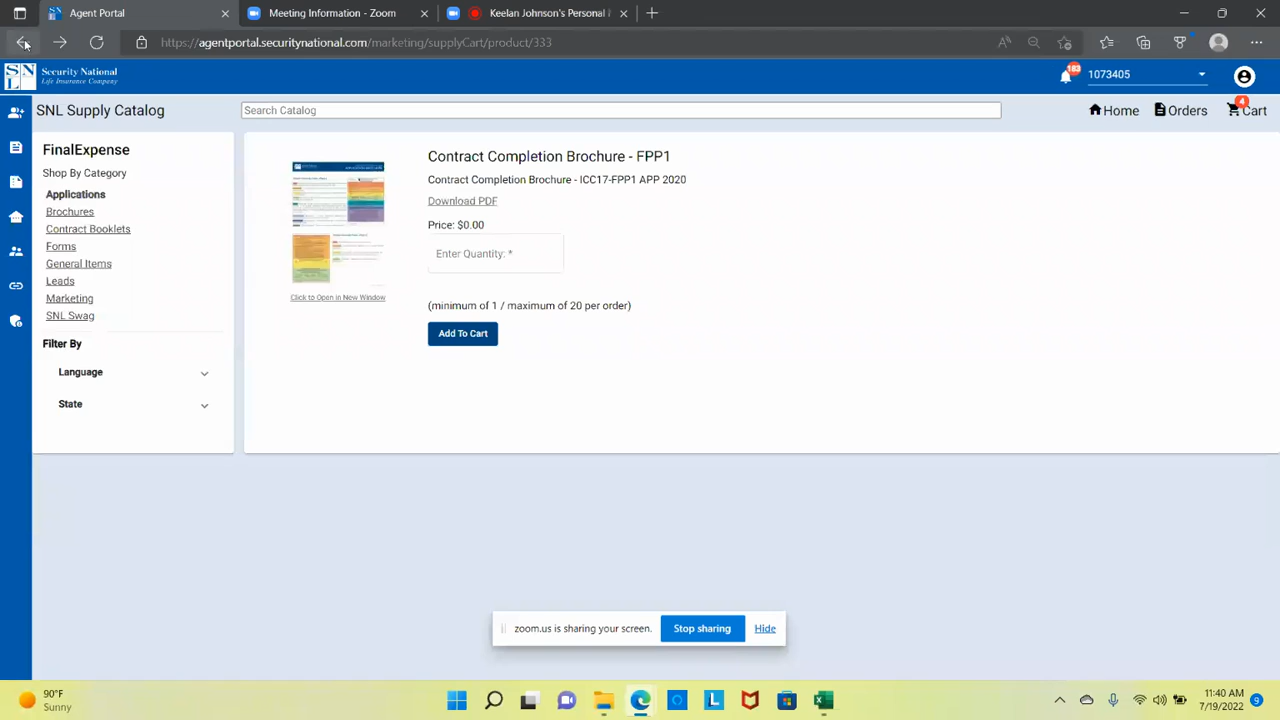 Agent Portal
Meeting Information - Zoom
Keelan Johnson's Personal
https://agentportal.securitynational.com/marketing/supplyCart/product/333
SNL
Security National
Life Insurance Company
183
1073405
SNL Supply Catalog
Search Catalog
Home
Orders
4
Cart
FinalExpense
Shop By Category
Applications
Brochures
Contract Booklets
Forms
General Items
Leads
Marketing
SNL Swag
Filter By
Language
State
Contract Completion Brochure - FPP1
Contract Completion Brochure - ICC17-FPP1 APP 2020
Download PDF
Price: $0.00
Enter Quantity: *
Click to Open in New Window
(minimum of 1 / maximum of 20 per order)
Add To Cart
zoom.us is sharing your screen.
Stop sharing
Hide
90°F
Sunny
11:40 AM
7/19/2022
9